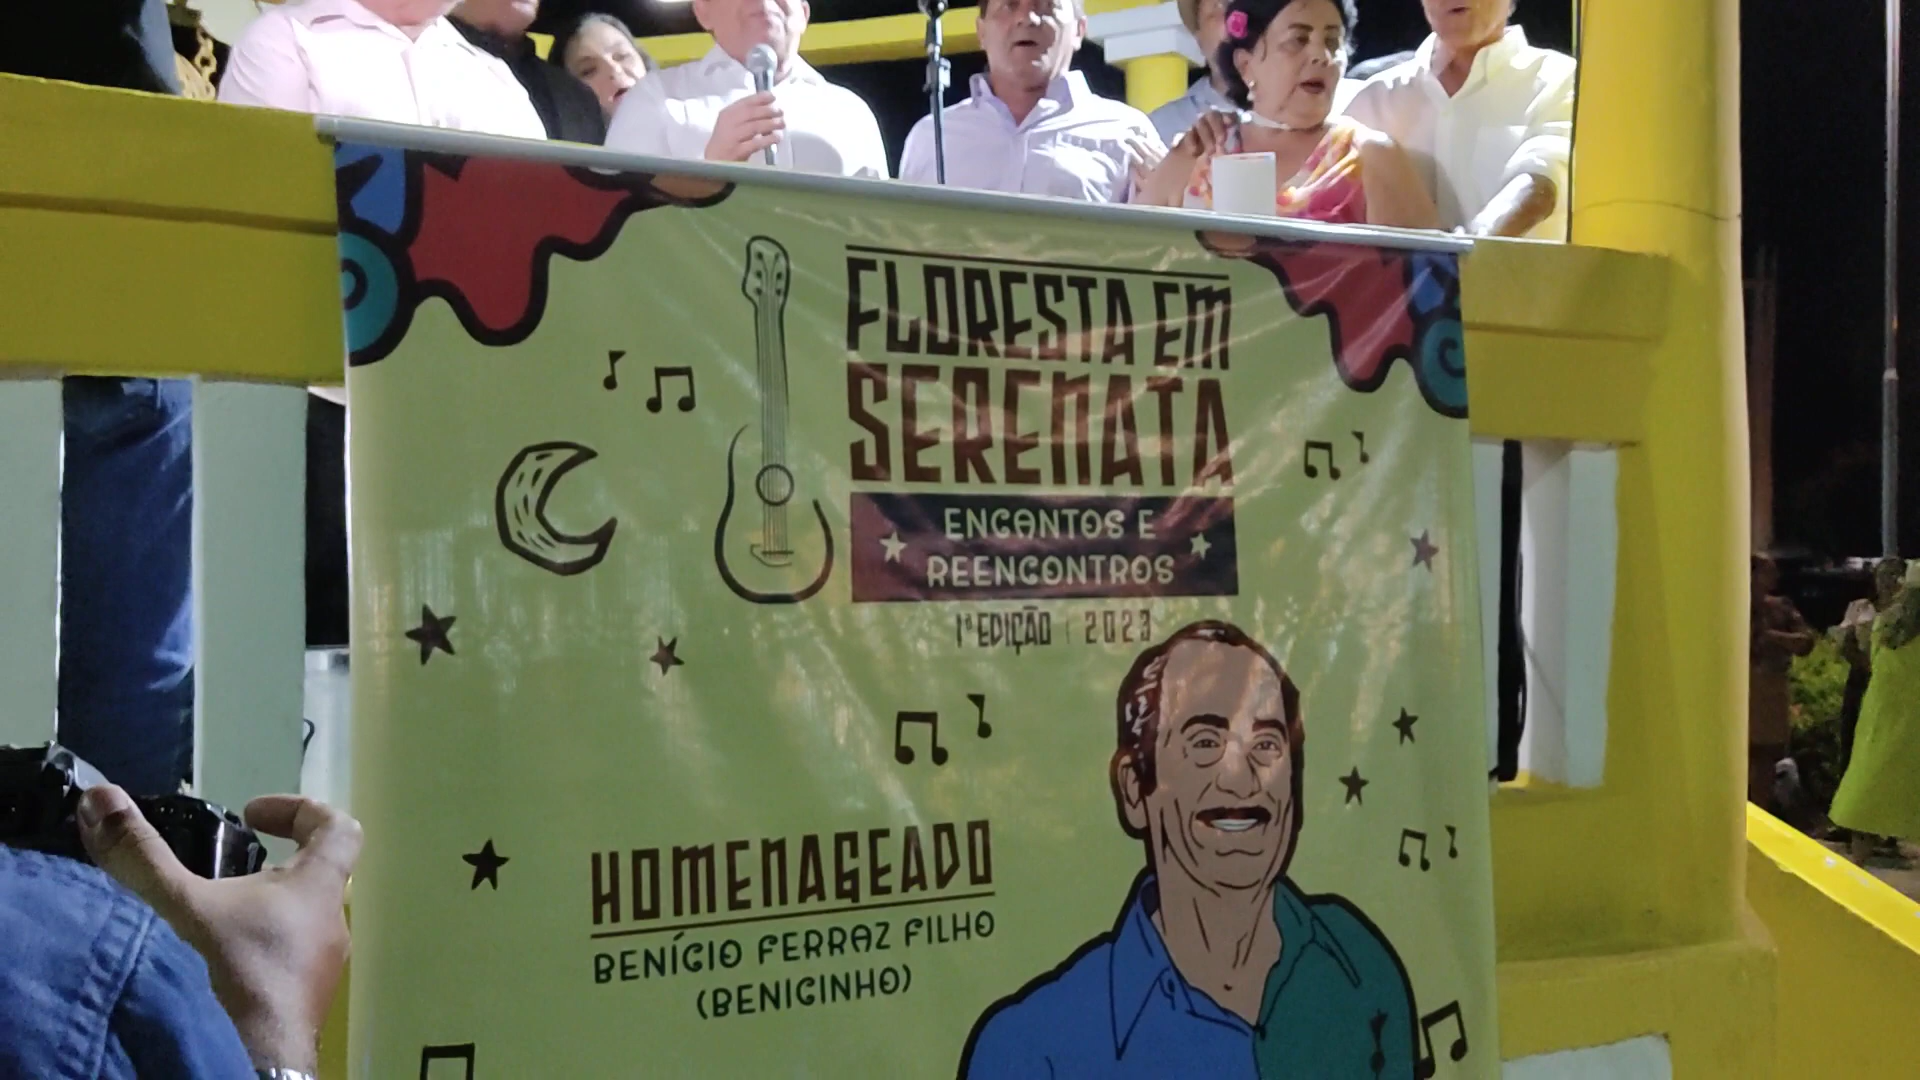 FLORESTA EM
SERENATA
ENCANTOS E
REENCONTROS
1ª EDIÇÃO | 2023
HOMENAGEADO
BENÍCIO FERRAZ FILHO
(BENICINHO)